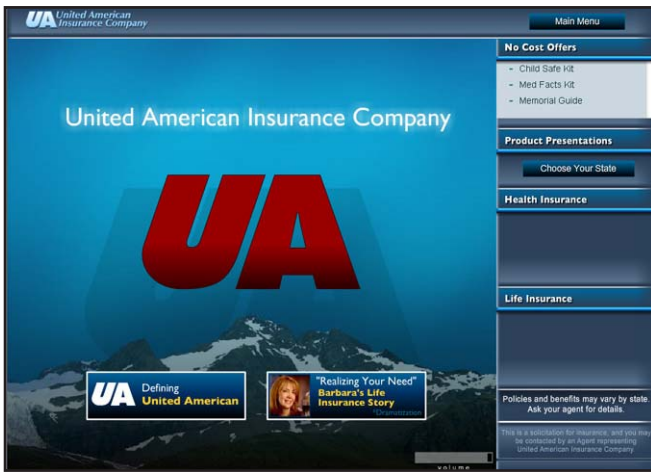 UA United American
Insurance Company
Main Menu
No Cost Offers
- Child Safe Kit
- Med Facts Kit
- Memorial Guide
United American Insurance Company
UA
Product Presentations
Choose Your State
Health Insurance
Life Insurance
UA Defining
United American
"Realizing Your Need"
Barbara's Life
Insurance Story
*Dramatization
Policies and benefits may vary by state.
Ask your agent for details.
This is a solicitation for insurance, and you may
be contacted by an Agent representing
United American Insurance Company
volume